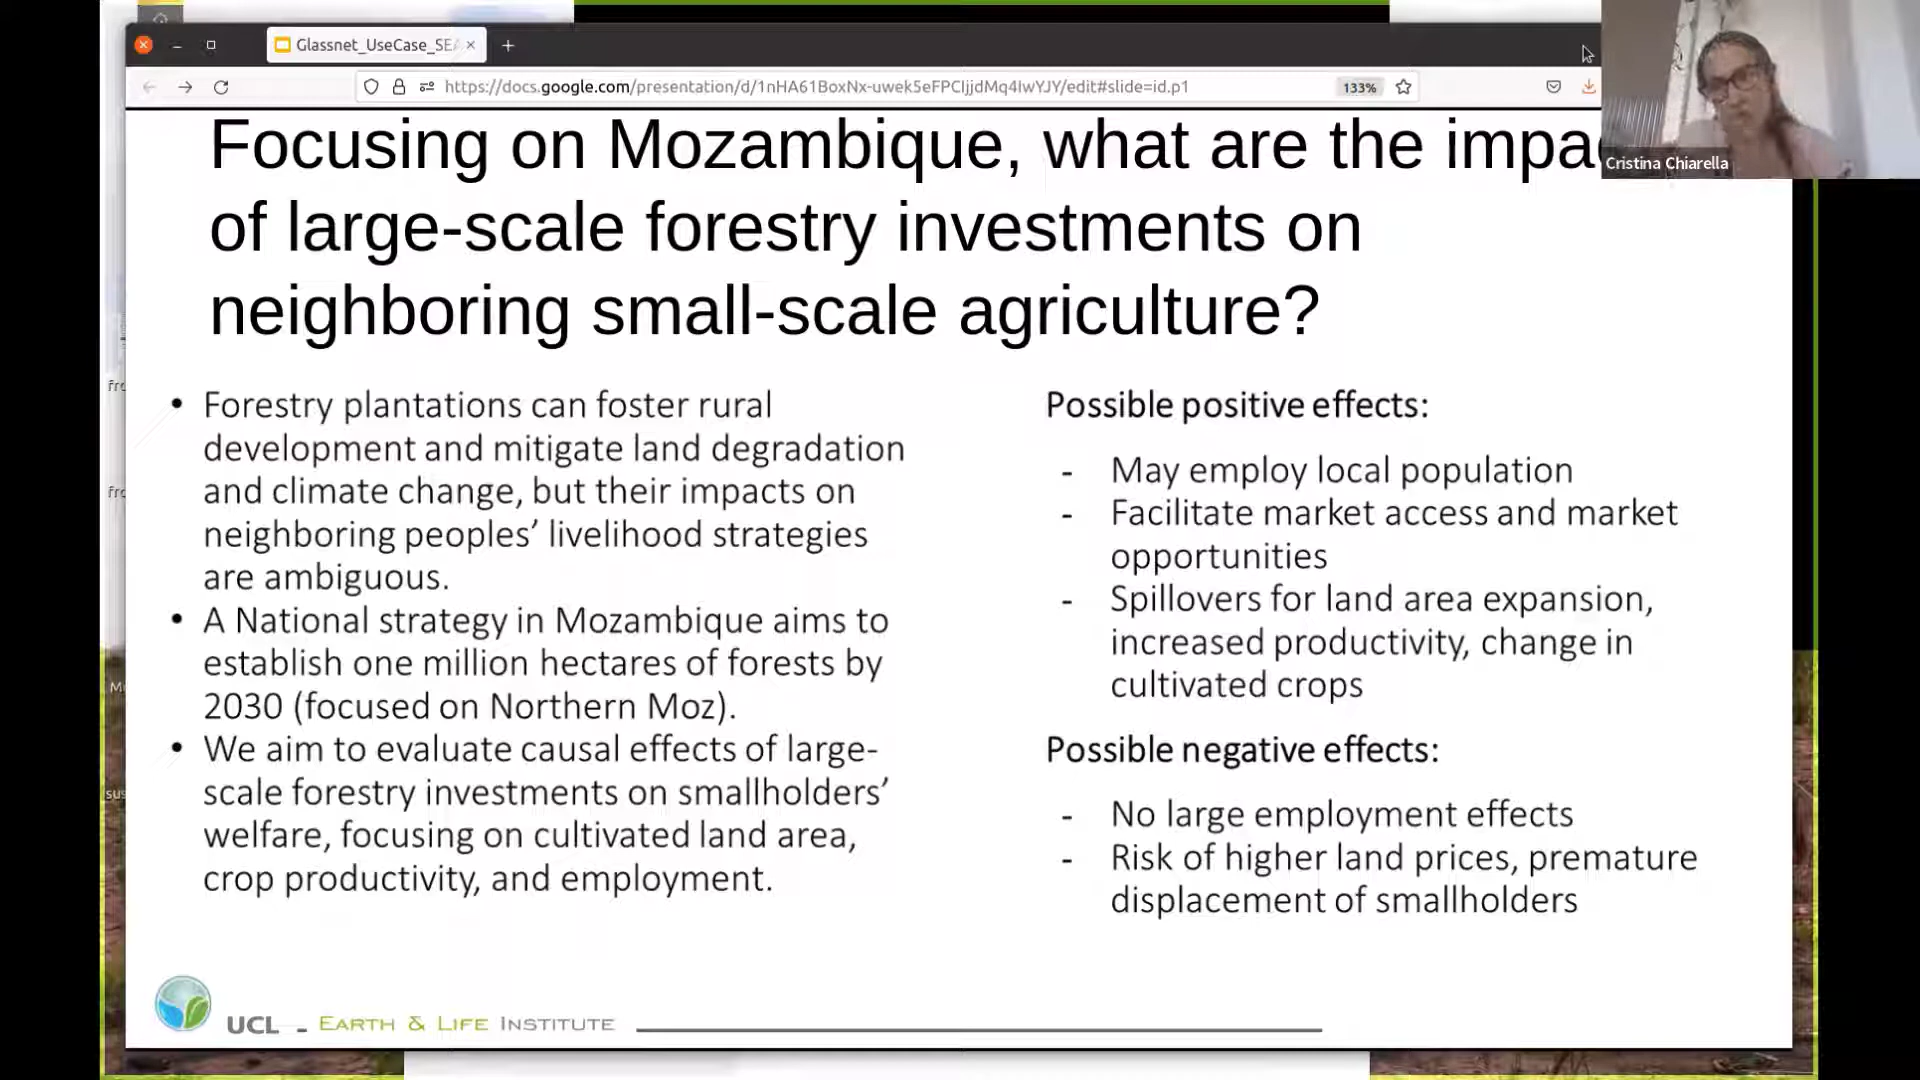 Glassnet_UseCase_SEA
https://docs.google.com/presentation/d/1nHA61BoxNx-uwek5eFPCIjjdMq4IwYJY/edit#slide=id.p1
133%
Cristina Chiarella
Focusing on Mozambique, what are the impa
of large-scale forestry investments on
neighboring small-scale agriculture?
• Forestry plantations can foster rural
development and mitigate land degradation
and climate change, but their impacts on
neighboring peoples’ livelihood strategies
are ambiguous.
• A National strategy in Mozambique aims to
establish one million hectares of forests by
2030 (focused on Northern Moz).
• We aim to evaluate causal effects of large-
scale forestry investments on smallholders’
welfare, focusing on cultivated land area,
crop productivity, and employment.
Possible positive effects:
- May employ local population
- Facilitate market access and market
opportunities
- Spillovers for land area expansion,
increased productivity, change in
cultivated crops
Possible negative effects:
- No large employment effects
- Risk of higher land prices, premature
displacement of smallholders
UCL - EARTH & LIFE INSTITUTE